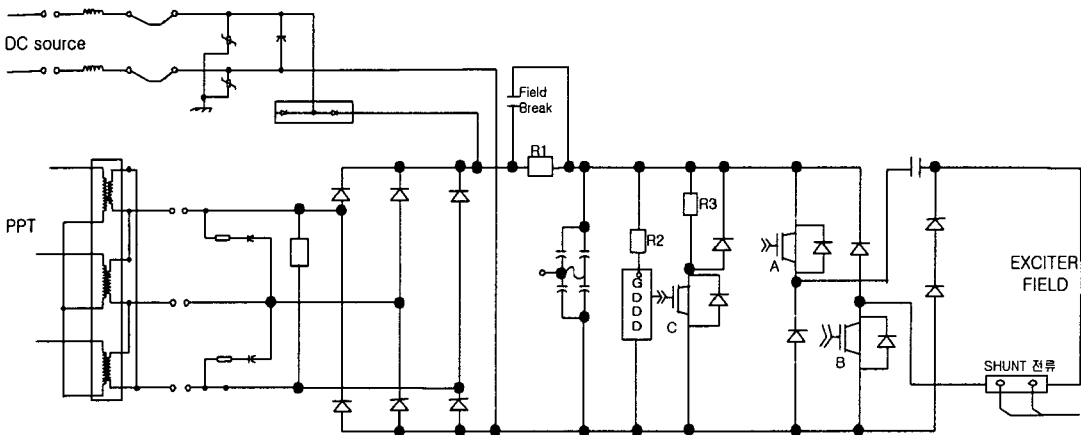 DC source
Field
Break
R1
PPT
R2
R3
G
D
D
D
C
A
B
EXCITER
FIELD
SHUNT 전류